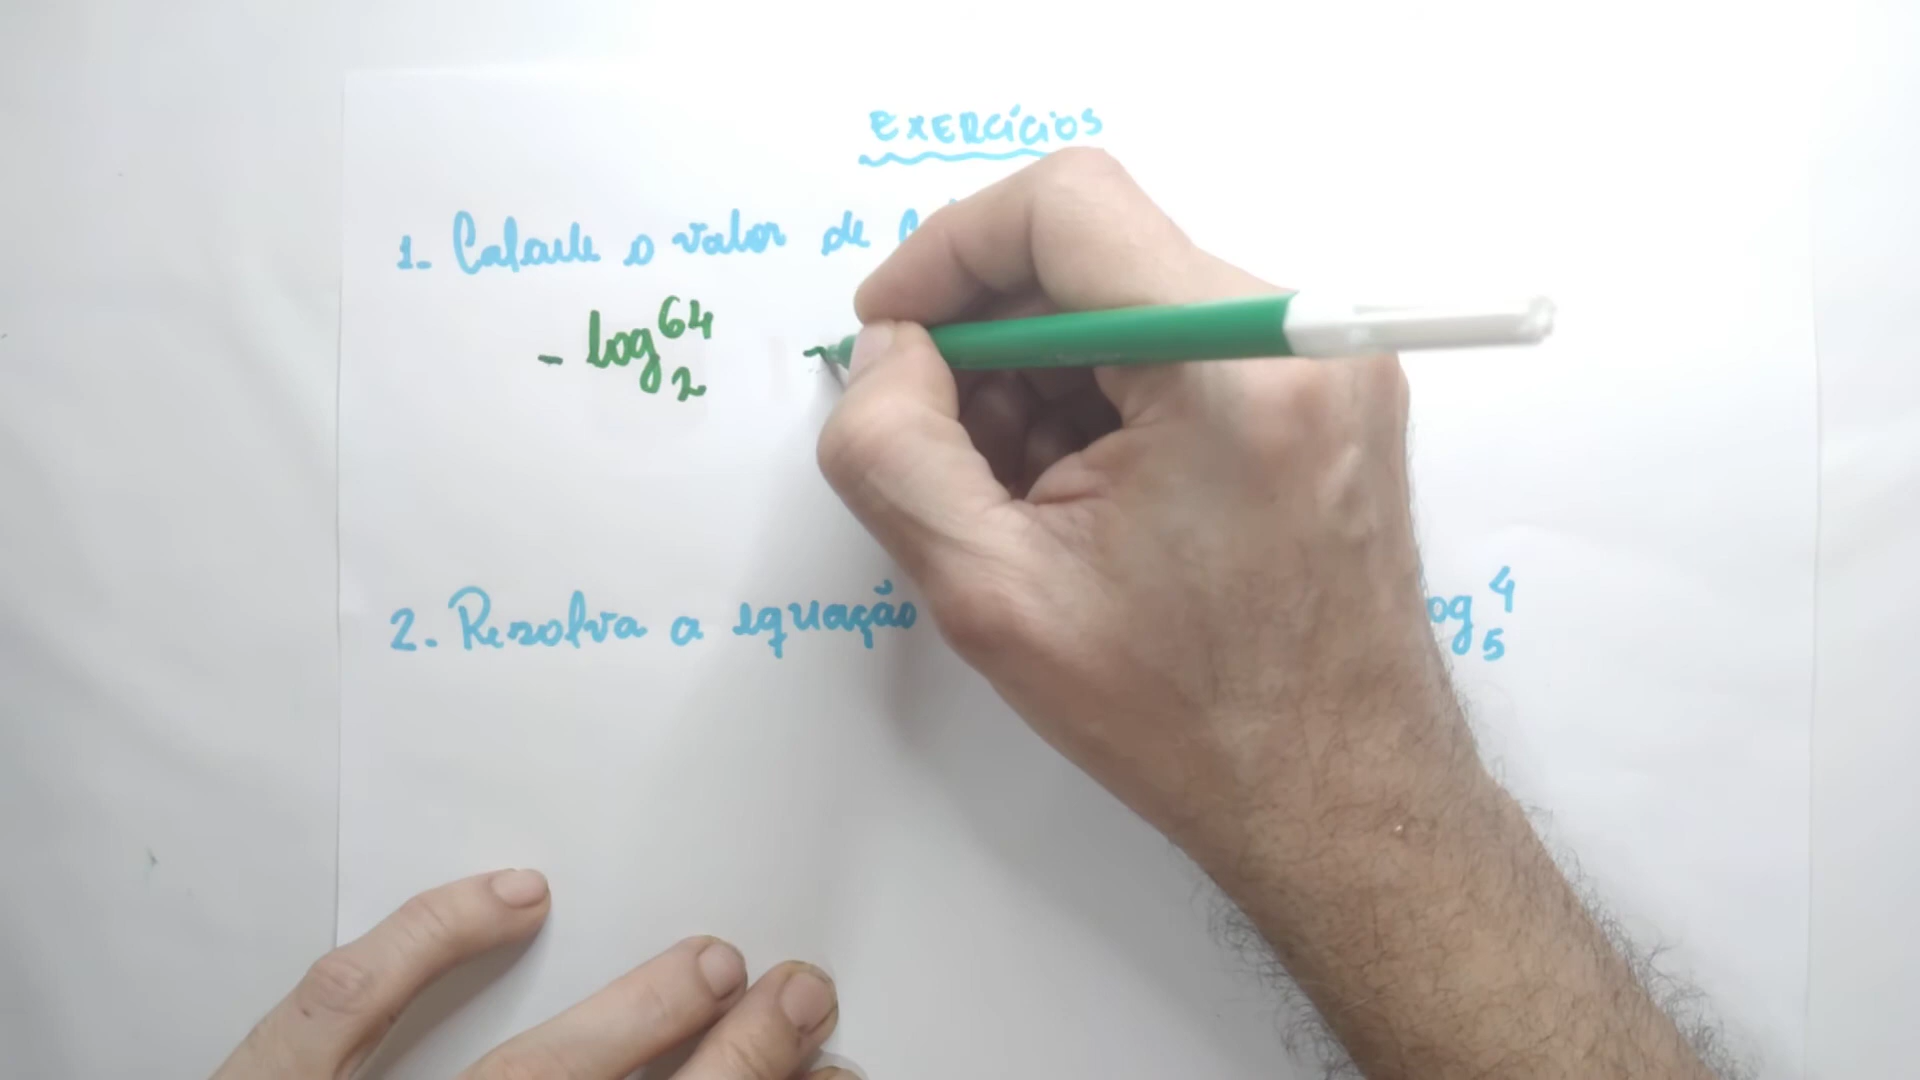 EXERCÍCIOS
1. Calcule o valor de
- log 64 2
2. Resolva a equação og 4 5